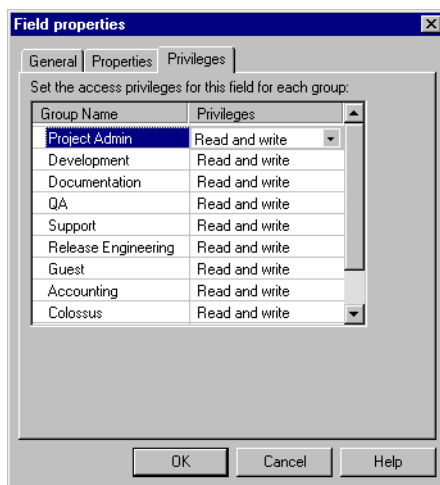 Field properties
General Properties Privileges
Set the access privileges for this field for each group:
Group Name Privileges
Project Admin Read and write
Development Read and write
Documentation Read and write
QA Read and write
Support Read and write
Release Engineering Read and write
Guest Read and write
Accounting Read and write
Colossus Read and write
OK Cancel Help